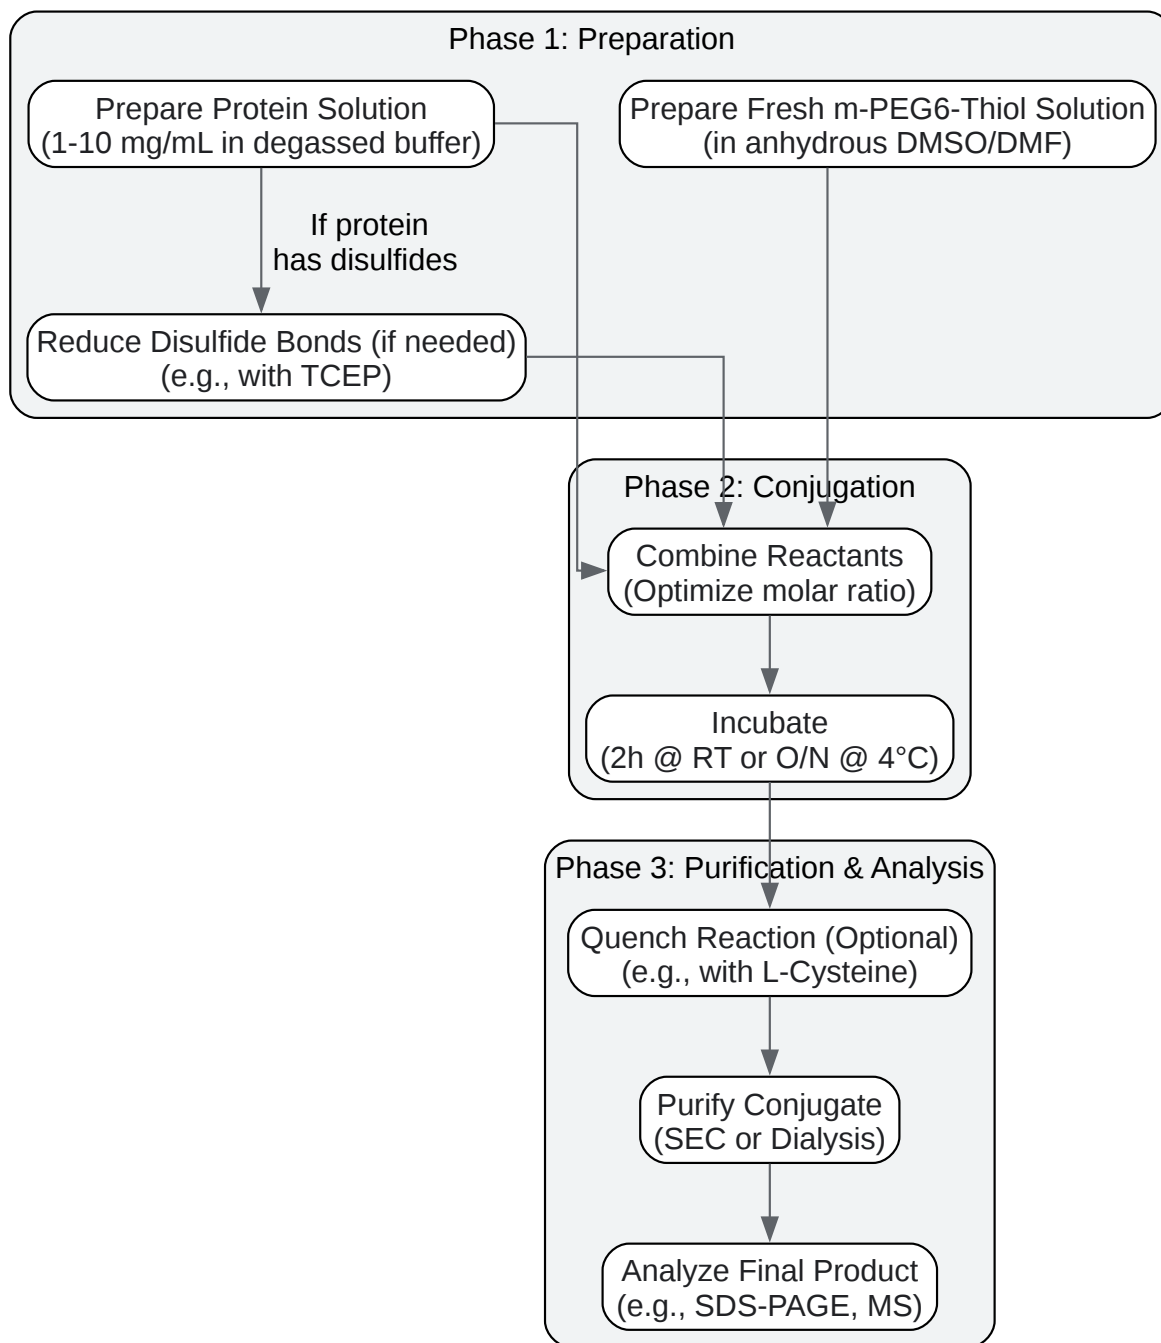 Phase 1: Preparation
Prepare Protein Solution
(1-10 mg/mL in degassed buffer)
Prepare Fresh m-PEG6-Thiol Solution
(in anhydrous DMSO/DMF)
If protein
has disulfides
Reduce Disulfide Bonds (if needed)
(e.g., with TCEP)
Phase 2: Conjugation
Combine Reactants
(Optimize molar ratio)
Incubate
(2h @ RT or O/N @ 4°C)
Phase 3: Purification & Analysis
Quench Reaction (Optional)
(e.g., with L-Cysteine)
Purify Conjugate
(SEC or Dialysis)
Analyze Final Product
(e.g., SDS-PAGE, MS)